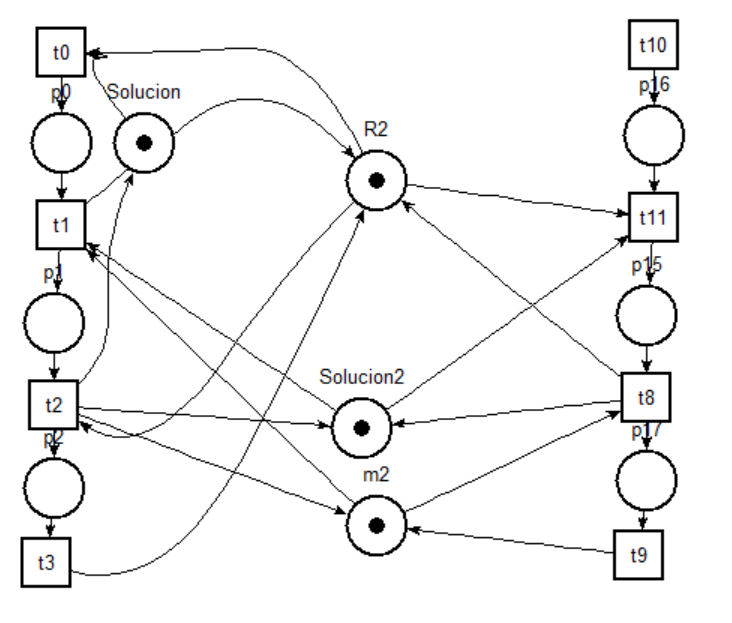 t0
t10
p0
Solucion
p16
R2
t1
t11
p1
p15
Solucion2
t2
t8
p2
p17
m2
t3
t9